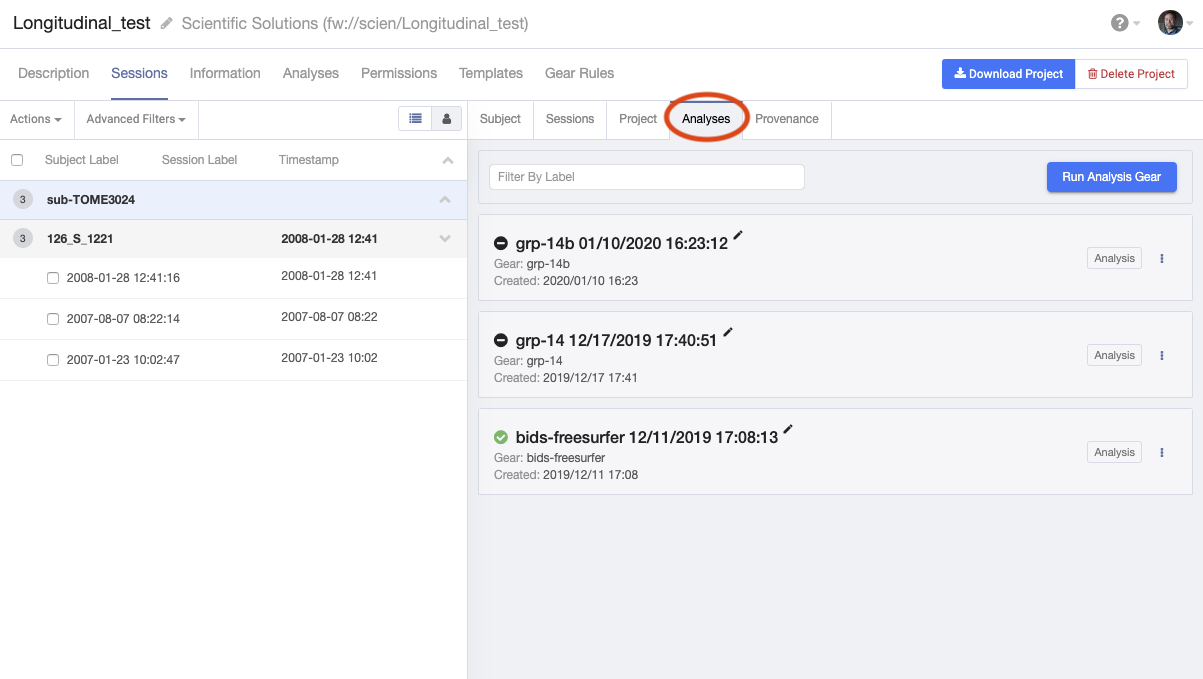 Longitudinal_test Scientific Solutions (fw://scien/Longitudinal_test)
?
Description Sessions Information Analyses Permissions Templates Gear Rules Download Project Delete Project
Actions Advanced Filters Subject Sessions Project Analyses Provenance
Subject Label Session Label Timestamp
Filter By Label Run Analysis Gear
3 sub-TOME3024
3 126_S_1221 2008-01-28 12:41
2008-01-28 12:41:16 2008-01-28 12:41
2007-08-07 08:22:14 2007-08-07 08:22
2007-01-23 10:02:47 2007-01-23 10:02
grp-14b 01/10/2020 16:23:12
Gear: grp-14b
Created: 2020/01/10 16:23
Analysis
grp-14 12/17/2019 17:40:51
Gear: grp-14
Created: 2019/12/17 17:41
Analysis
bids-freesurfer 12/11/2019 17:08:13
Gear: bids-freesurfer
Created: 2019/12/11 17:08
Analysis